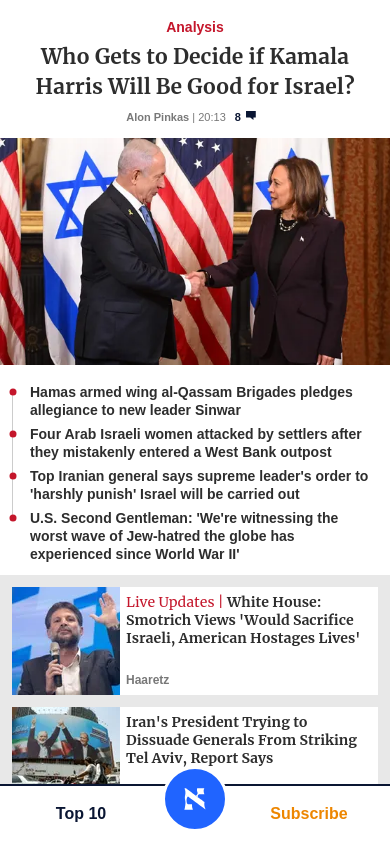 Analysis
Who Gets to Decide if Kamala
Harris Will Be Good for Israel?
Alon Pinkas | 20:13 8
Hamas armed wing al-Qassam Brigades pledges
allegiance to new leader Sinwar
Four Arab Israeli women attacked by settlers after
they mistakenly entered a West Bank outpost
Top Iranian general says supreme leader's order to
'harshly punish' Israel will be carried out
U.S. Second Gentleman: 'We're witnessing the
worst wave of Jew-hatred the globe has
experienced since World War II'
Live Updates | White House:
Smotrich Views 'Would Sacrifice
Israeli, American Hostages Lives'
Haaretz
Iran's President Trying to
Dissuade Generals From Striking
Tel Aviv, Report Says
Top 10
Subscribe